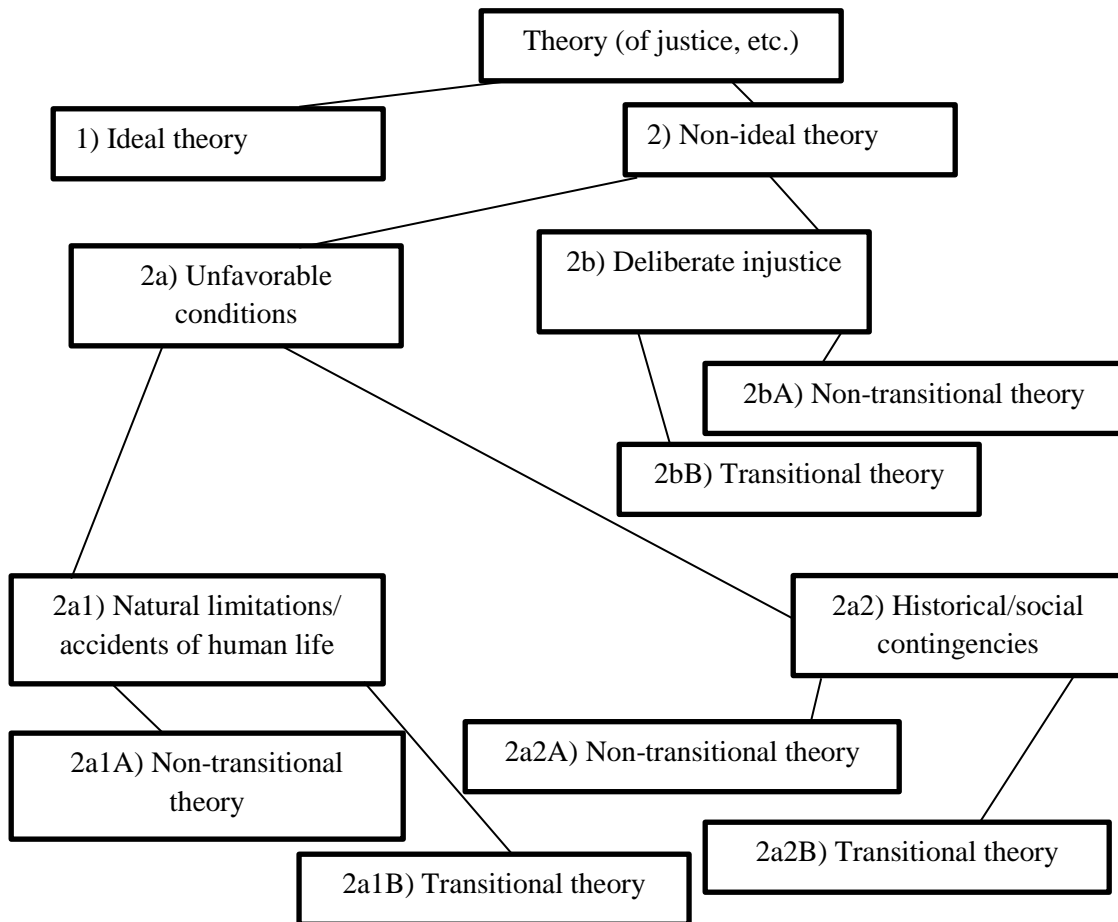 Theory (of justice, etc.)
1) Ideal theory
2) Non-ideal theory
2a) Unfavorable
conditions
2b) Deliberate injustice
2bA) Non-transitional theory
2bB) Transitional theory
2a1) Natural limitations/
accidents of human life
2a2) Historical/social
contingencies
2a1A) Non-transitional
theory
2a2A) Non-transitional theory
2a2B) Transitional theory
2a1B) Transitional theory